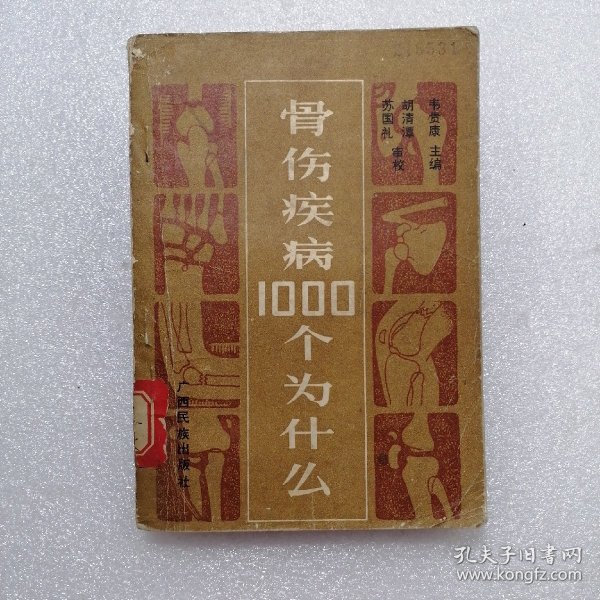 骨伤疾病1000个为什么
韦贵康 主编
胡清潭
苏国礼 审校
广西民族出版社
孔夫子旧书网
www.kongfz.com